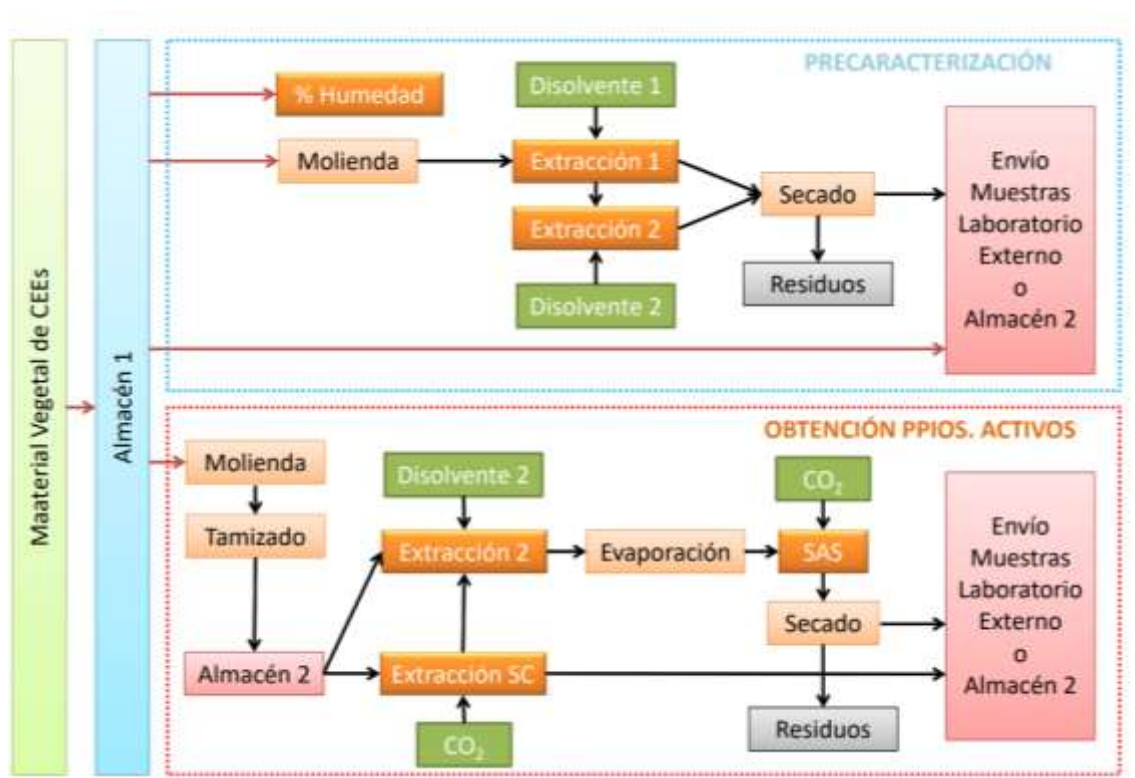 Maaterial Vegetal de CEEs
Almacén 1
PRECARACTERIZACIÓN
% Humedad
Disolvente 1
Molienda
Extracción 1
Extracción 2
Disolvente 2
Secado
Residuos
Envío
Muestras
Laboratorio
Externo
o
Almacén 2
OBTENCIÓN PPIOS. ACTIVOS
Molienda
Tamizado
Almacén 2
Disolvente 2
Extracción 2
Extracción SC
CO₂
Evaporación
CO₂
SAS
Secado
Residuos
Envío
Muestras
Laboratorio
Externo
o
Almacén 2